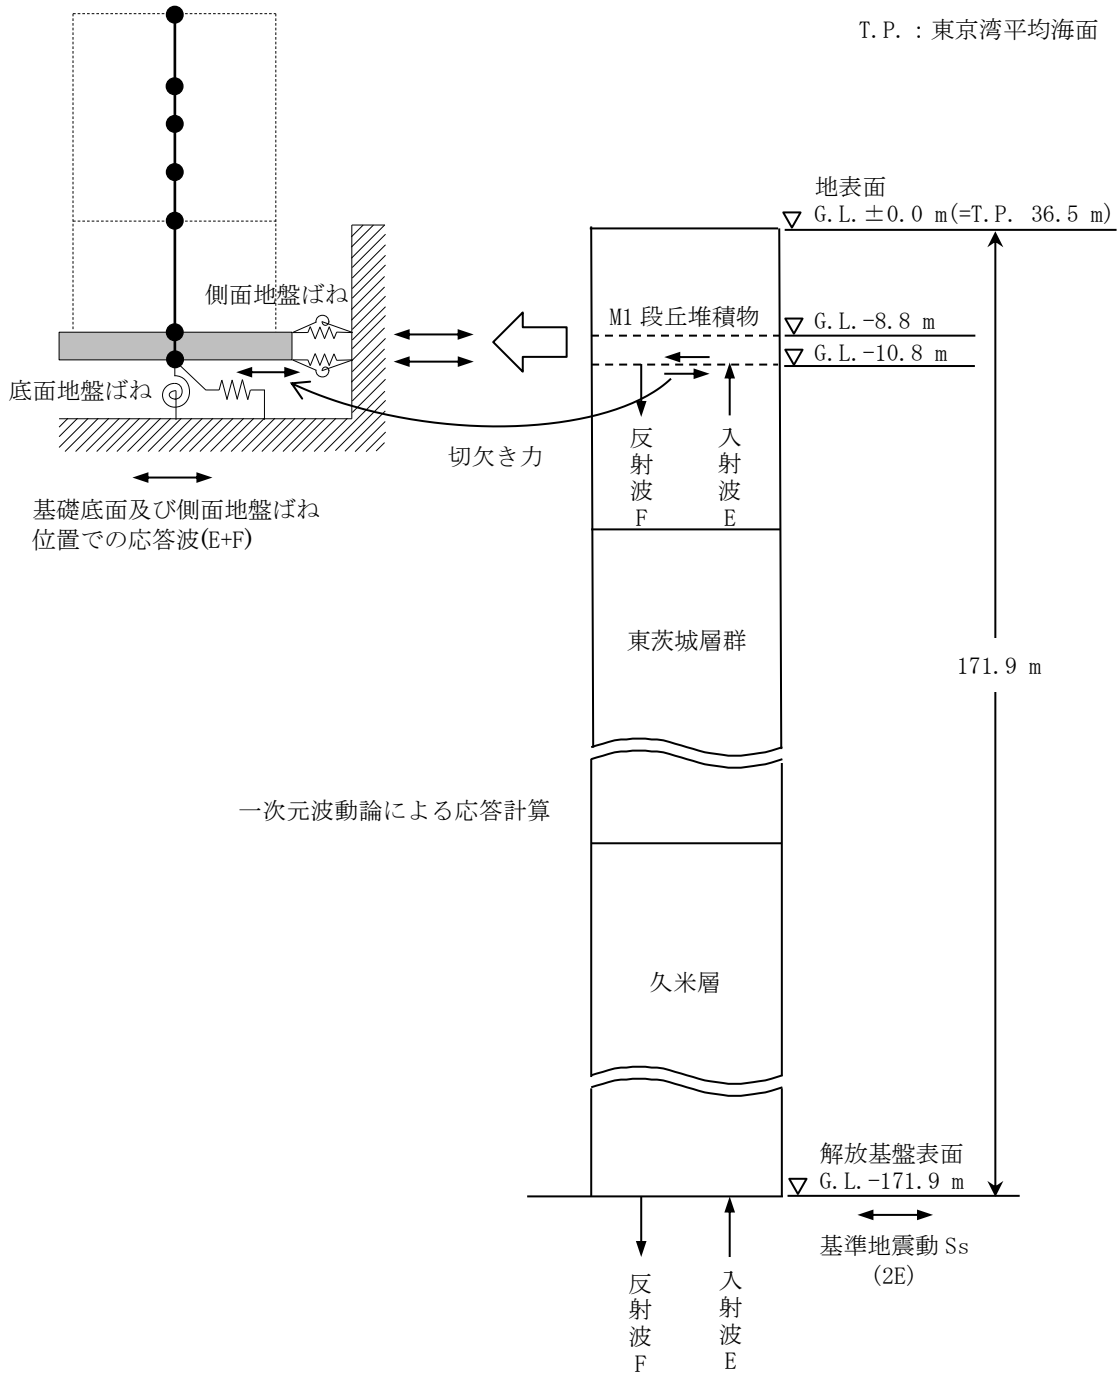 T.P. : 東京湾平均海面
地表面
G.L.±0.0 m(=T.P. 36.5 m)
側面地盤ばね
M1 段丘堆積物
G.L.-8.8 m
G.L.-10.8 m
底面地盤ばね
切欠き力
反射波F
入射波E
基礎底面及び側面地盤ばね
位置での応答波(E+F)
東茨城層群
171.9 m
一次元波動論による応答計算
久米層
解放基盤表面
G.L.-171.9 m
基準地震動 Ss
(2E)
反射波F
入射波E